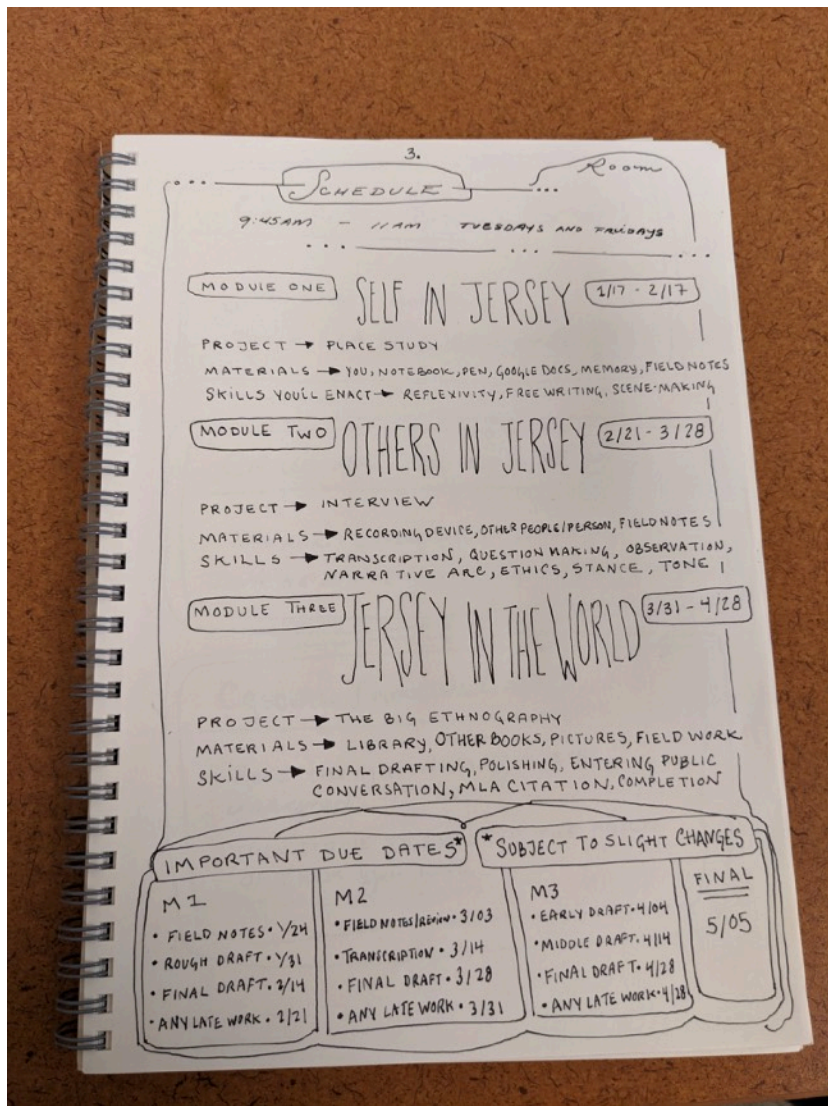 3.
SCHEDULE
Room
9:45AM - 11AM TUESDAYS AND FRIDAYS
MODULE ONE SELF IN JERSEY 1/17 - 2/17
PROJECT → PLACE STUDY
MATERIALS → YOU, NOTEBOOK, PEN, GOOGLE DOCS, MEMORY, FIELD NOTES
SKILLS YOU'LL ENACT → REFLEXIVITY, FREE WRITING, SCENE-MAKING
MODULE TWO OTHERS IN JERSEY 2/21 - 3/28
PROJECT → INTERVIEW
MATERIALS → RECORDING DEVICE, OTHER PEOPLE/PERSON, FIELD NOTES
SKILLS → TRANSCRIPTION, QUESTION MAKING, OBSERVATION,
NARRATIVE ARC, ETHICS, STANCE, TONE
MODULE THREE JERSEY IN THE WORLD 3/31 - 4/28
PROJECT → THE BIG ETHNOGRAPHY
MATERIALS → LIBRARY, OTHER BOOKS, PICTURES, FIELD WORK
SKILLS → FINAL DRAFTING, POLISHING, ENTERING PUBLIC
CONVERSATION, MLA CITATION, COMPLETION
IMPORTANT DUE DATES* *SUBJECT TO SLIGHT CHANGES
M1
• FIELD NOTES • 1/24
• ROUGH DRAFT • 1/31
• FINAL DRAFT • 2/14
• ANY LATE WORK • 2/21
M2
• FIELD NOTES/REVIEW • 3/03
• TRANSCRIPTION • 3/14
• FINAL DRAFT • 3/28
• ANY LATE WORK • 3/31
M3
• EARLY DRAFT • 4/04
• MIDDLE DRAFT • 4/14
• FINAL DRAFT • 4/28
• ANY LATE WORK • 4/28
FINAL
5/05